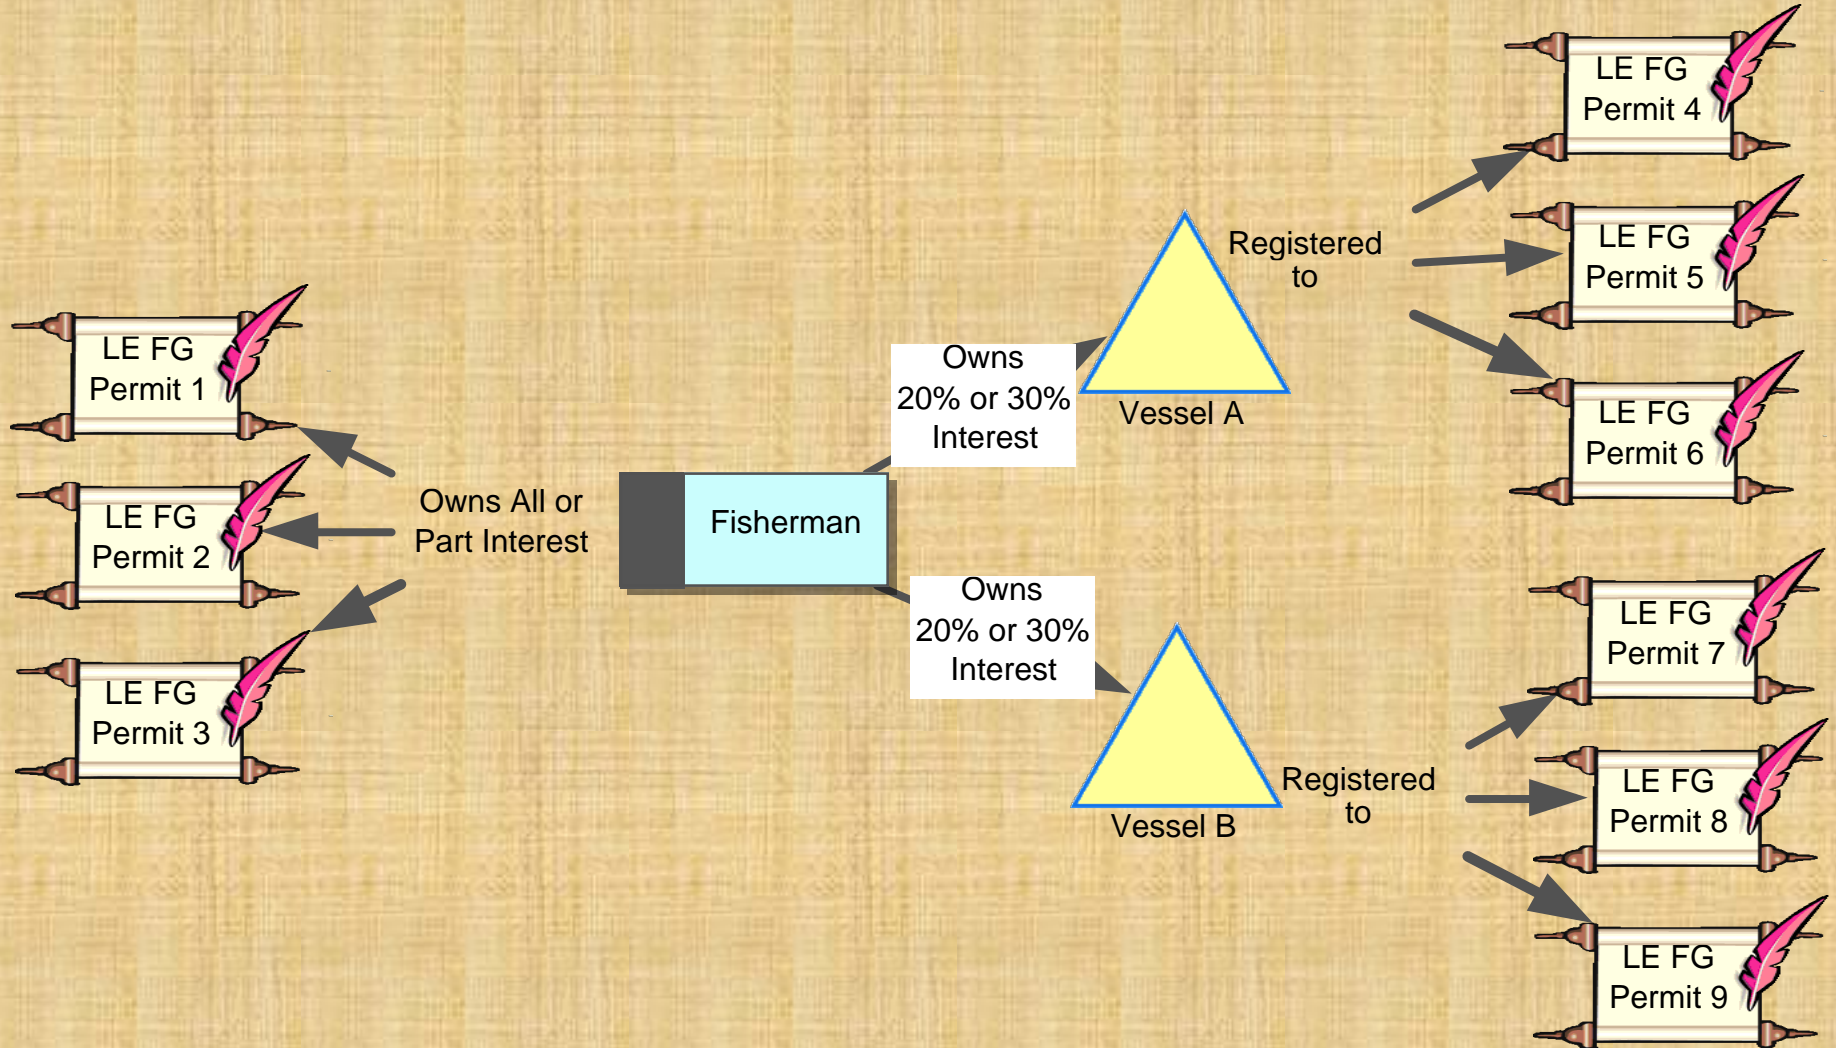 LE FG
Permit 1
LE FG
Permit 2
LE FG
Permit 3
Owns All or
Part Interest
Fisherman
Owns
20% or 30%
Interest
Owns
20% or 30%
Interest
Vessel A
Registered
to
Vessel B
Registered
to
LE FG
Permit 4
LE FG
Permit 5
LE FG
Permit 6
LE FG
Permit 7
LE FG
Permit 8
LE FG
Permit 9